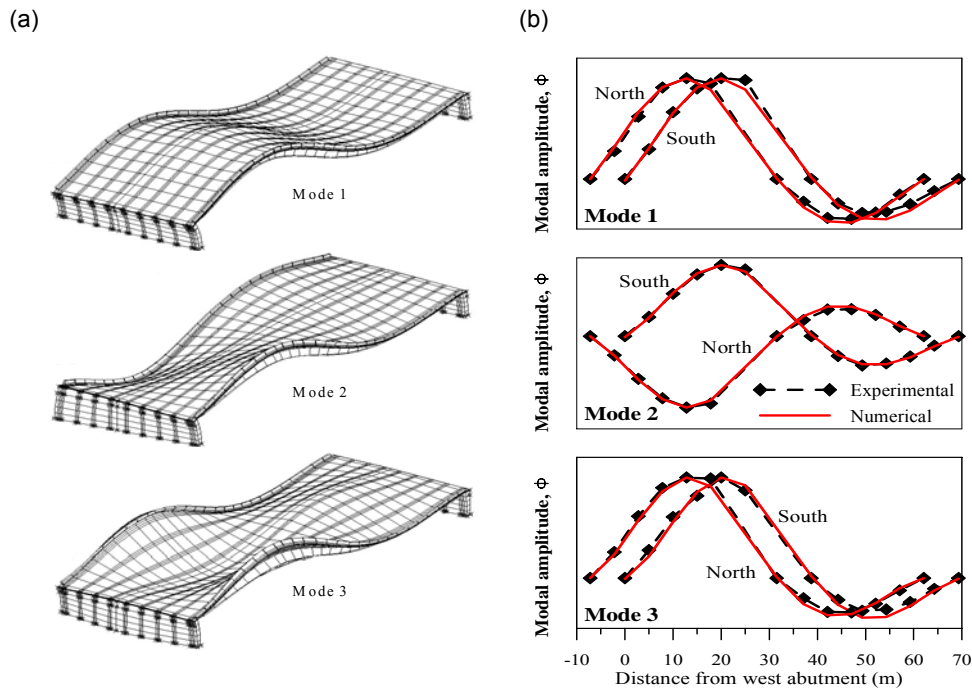 (a)
Mode 1
Mode 2
Mode 3
(b)
Modal amplitude, Φ
North
South
Mode 1
Modal amplitude, Φ
South
North
Experimental
Numerical
Mode 2
Modal amplitude, Φ
South
North
Mode 3
-10 0 10 20 30 40 50 60 70
Distance from west abutment (m)